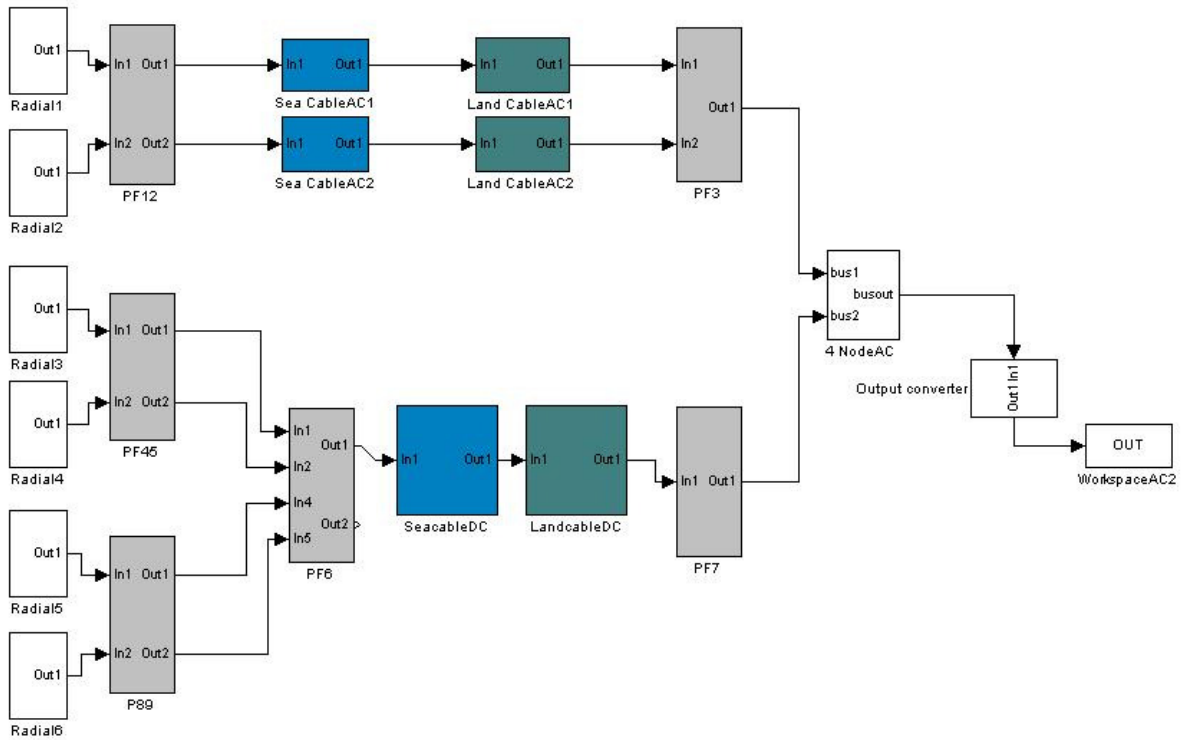 Out1
Radial1
Out1
Radial2
In1 Out1
In2 Out2
PF12
In1 Out1
Sea CableAC1
In1 Out1
Sea CableAC2
In1 Out1
Land CableAC1
In1 Out1
Land CableAC2
In1
Out1
In2
PF3
Out1
Radial3
Out1
Radial4
In1 Out1
In2 Out2
PF45
Out1
Radial5
Out1
Radial6
In1 Out1
In2 Out2
P89
In1
Out1
In2
In4
Out2
In5
PF6
In1 Out1
SeacableDC
In1 Out1
LandcableDC
In1 Out1
PF7
bus1
busout
bus2
4 NodeAC
Output converter
Out1 In1
OUT
WorkspaceAC2